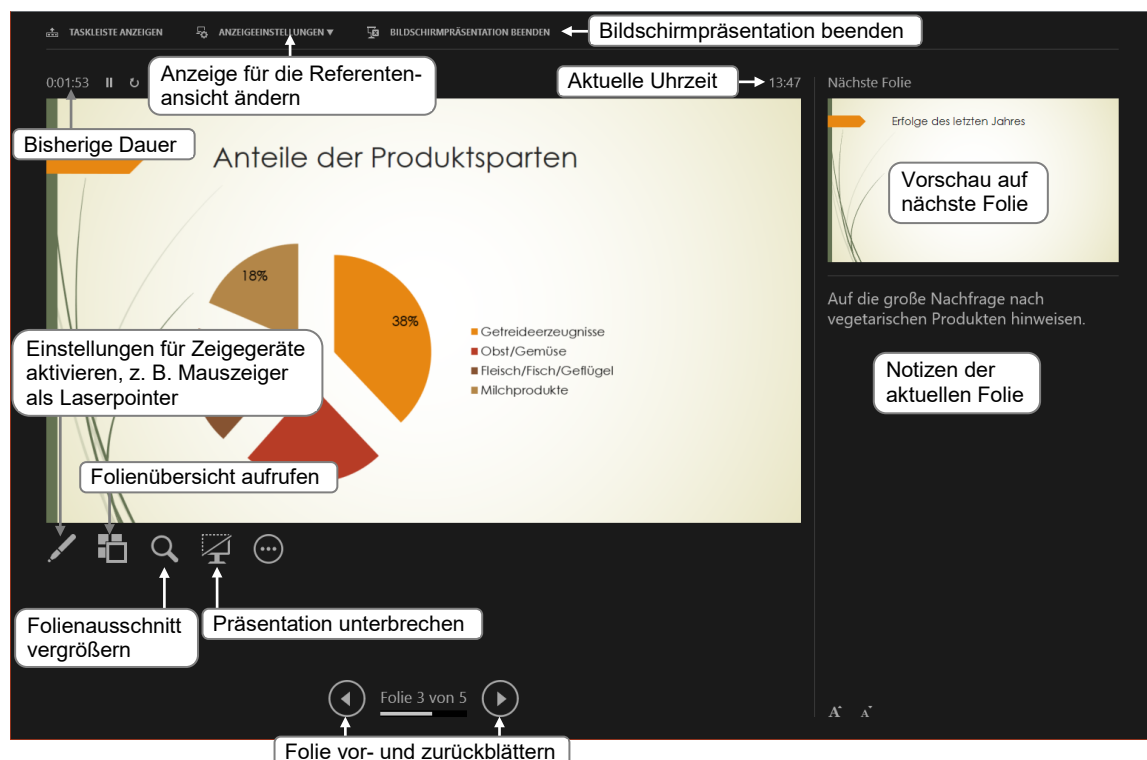 TASKLEISTE ANZEIGEN
ANZEIGEEINSTELLUNGEN ▼
BILDSCHIRMPRÄSENTATION BEENDEN
Bildschirmpräsentation beenden
Anzeige für die Referenten-
ansicht ändern
0:01:53
Aktuelle Uhrzeit
13:47
Nächste Folie
Bisherige Dauer
Anteile der Produktsparten
Erfolge des letzten Jahres
Vorschau auf
nächste Folie
18%
38%
Getreideerzeugnisse
Obst/Gemüse
Fleisch/Fisch/Geflügel
Milchprodukte
Auf die große Nachfrage nach
vegetarischen Produkten hinweisen.
Einstellungen für Zeigegeräte
aktivieren, z. B. Mauszeiger
als Laserpointer
Notizen der
aktuellen Folie
Folienübersicht aufrufen
Folienausschnitt
vergrößern
Präsentation unterbrechen
Folie 3 von 5
A A
Folie vor- und zurückblättern